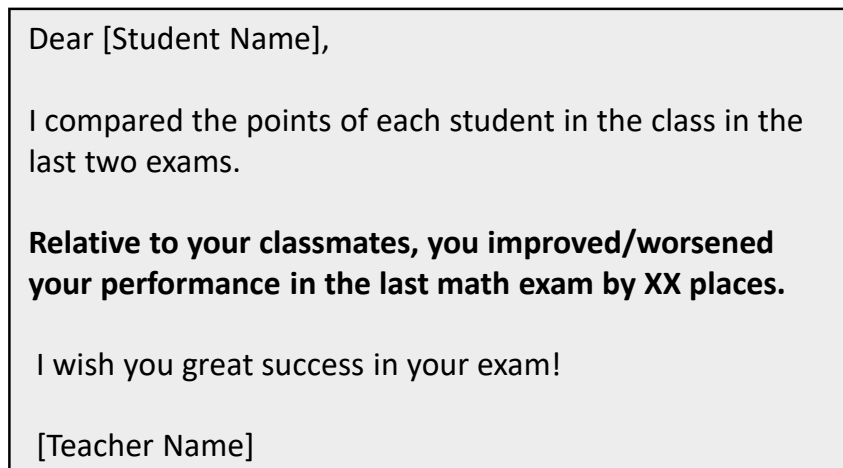 Dear [Student Name],
I compared the points of each student in the class in the
last two exams.
Relative to your classmates, you improved/worsened
your performance in the last math exam by XX places.
I wish you great success in your exam!
[Teacher Name]